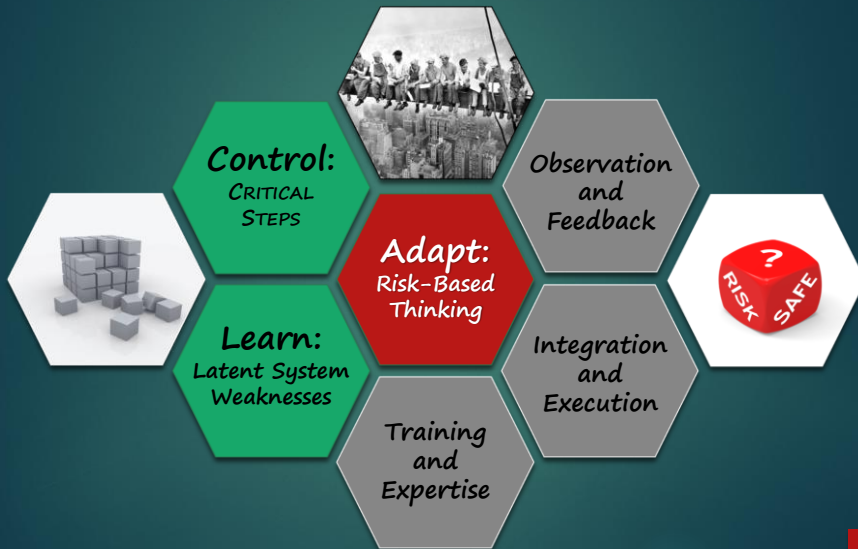 Control:
CRITICAL
STEPS
Observation
and
Feedback
Adapt:
Risk-Based
Thinking
?
RISK
SAFE
Learn:
Latent System
Weaknesses
Integration
and
Execution
Training
and
Expertise